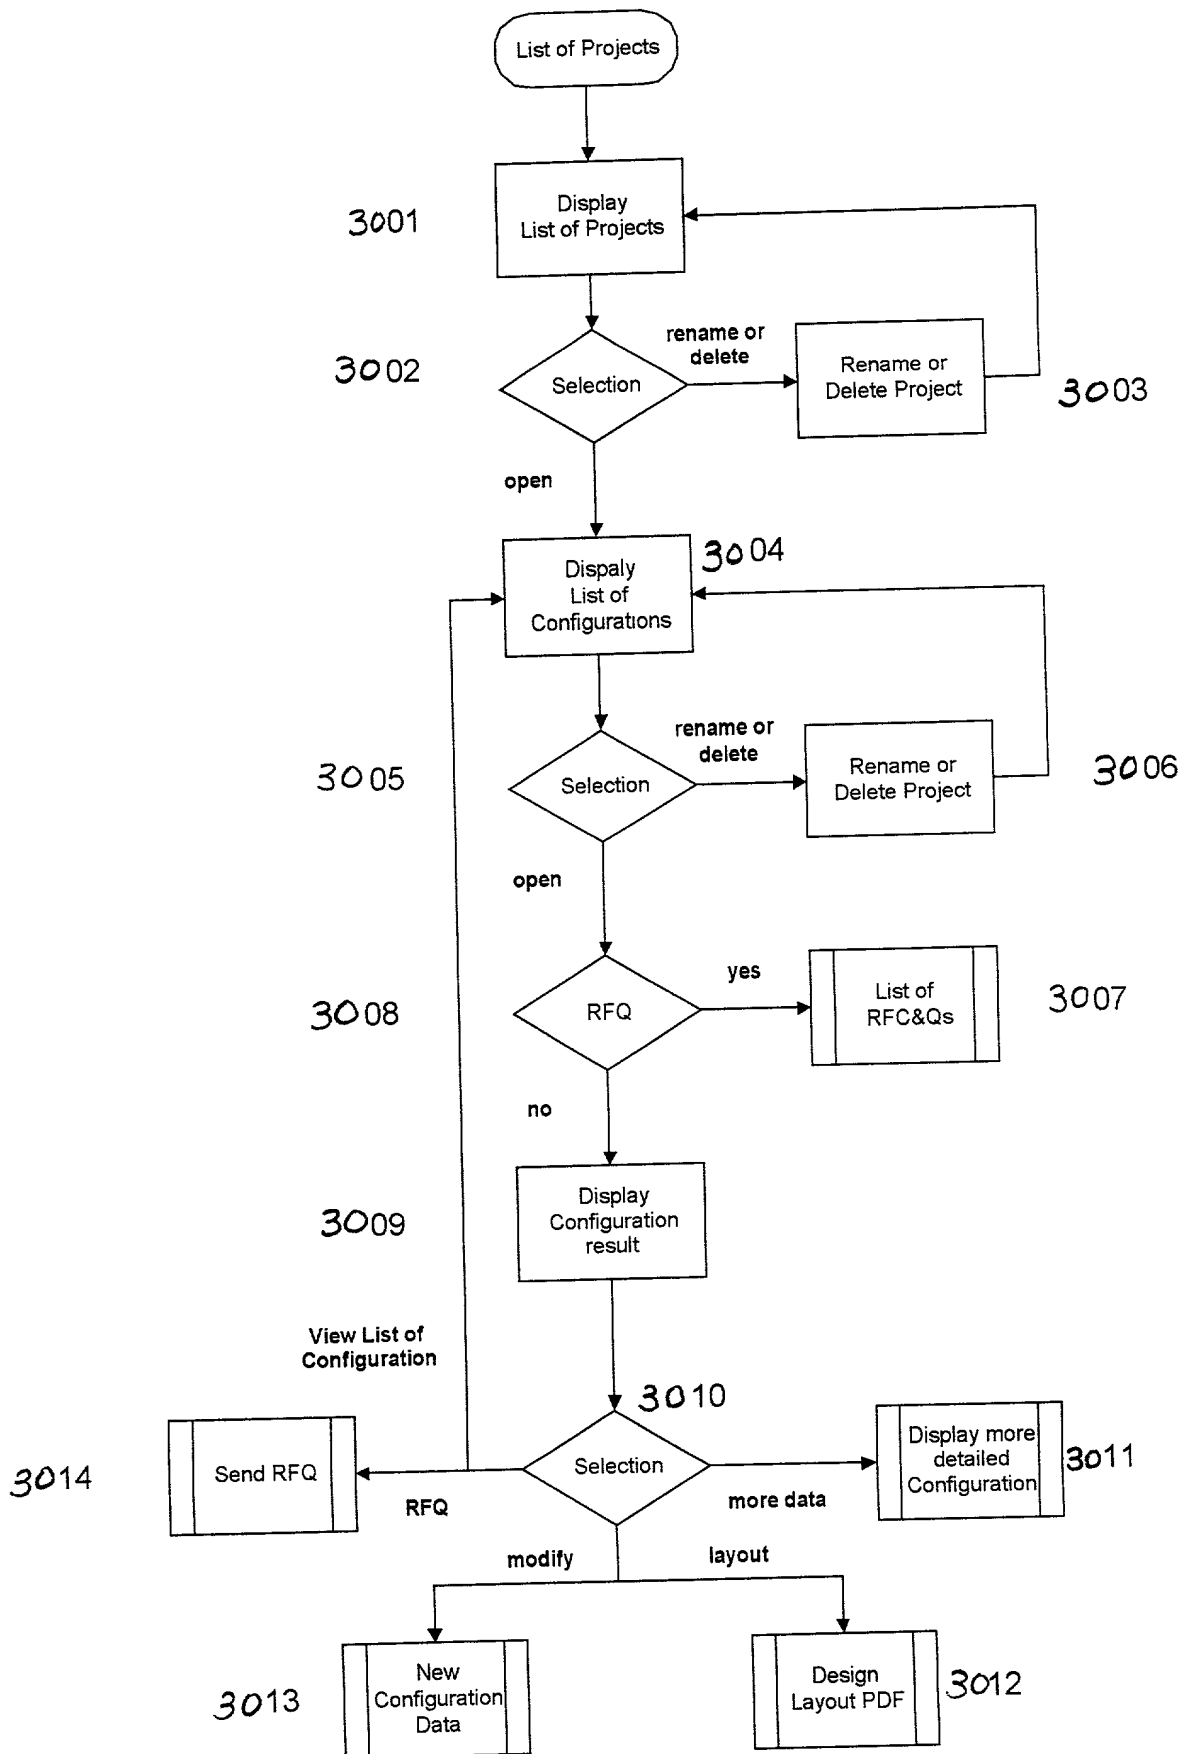 List of Projects
3001
Display
List of Projects
3002
Selection
rename or
delete
Rename or
Delete Project
3003
open
3004
Dispaly
List of
Configurations
3005
Selection
rename or
delete
Rename or
Delete Project
3006
open
3008
RFQ
yes
List of
RFC&Qs
3007
no
3009
Display
Configuration
result
View List of
Configuration
3010
3014
Send RFQ
RFQ
Selection
more data
Display more
detailed
Configuration
3011
modify
layout
3013
New
Configuration
Data
Design
Layout PDF
3012